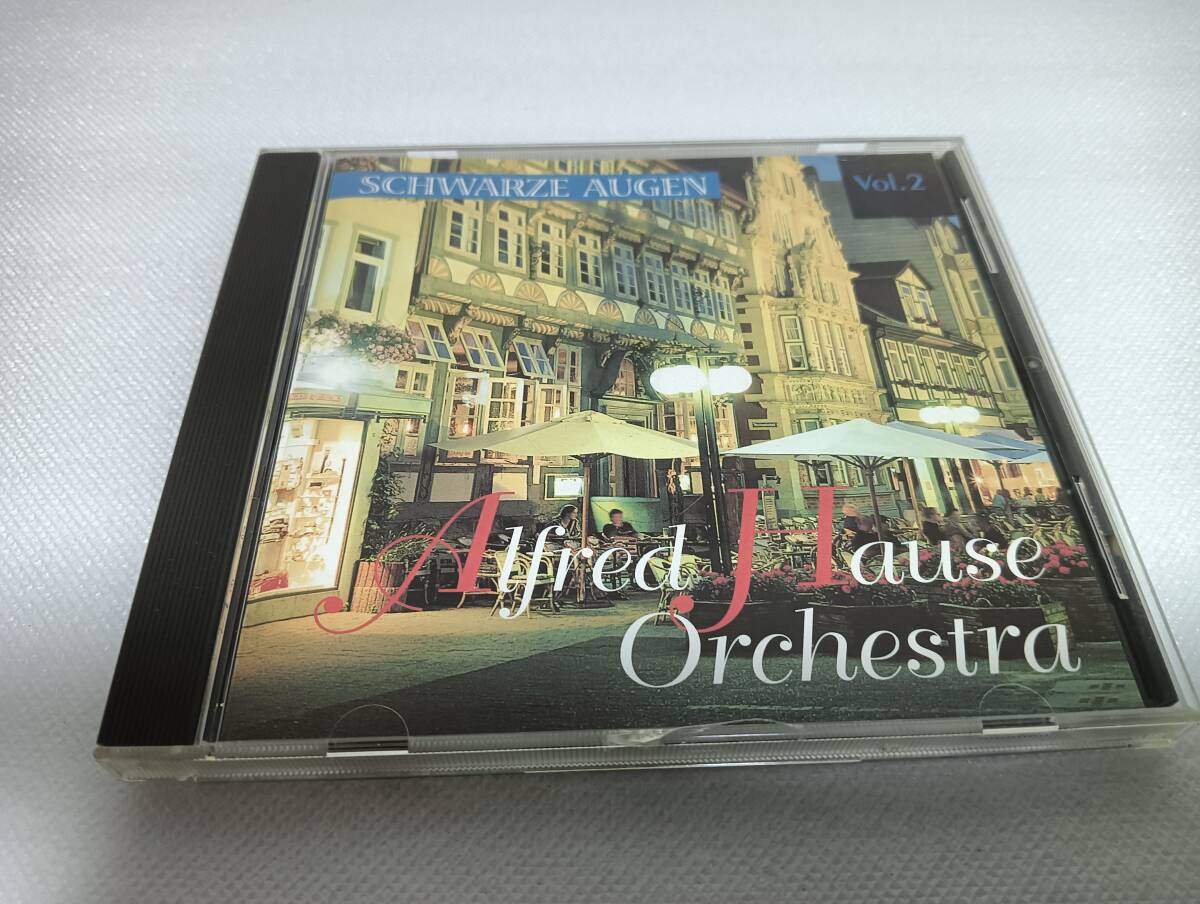 SCHWARZE AUGEN
Vol.2
Alfred Hause
Orchestra